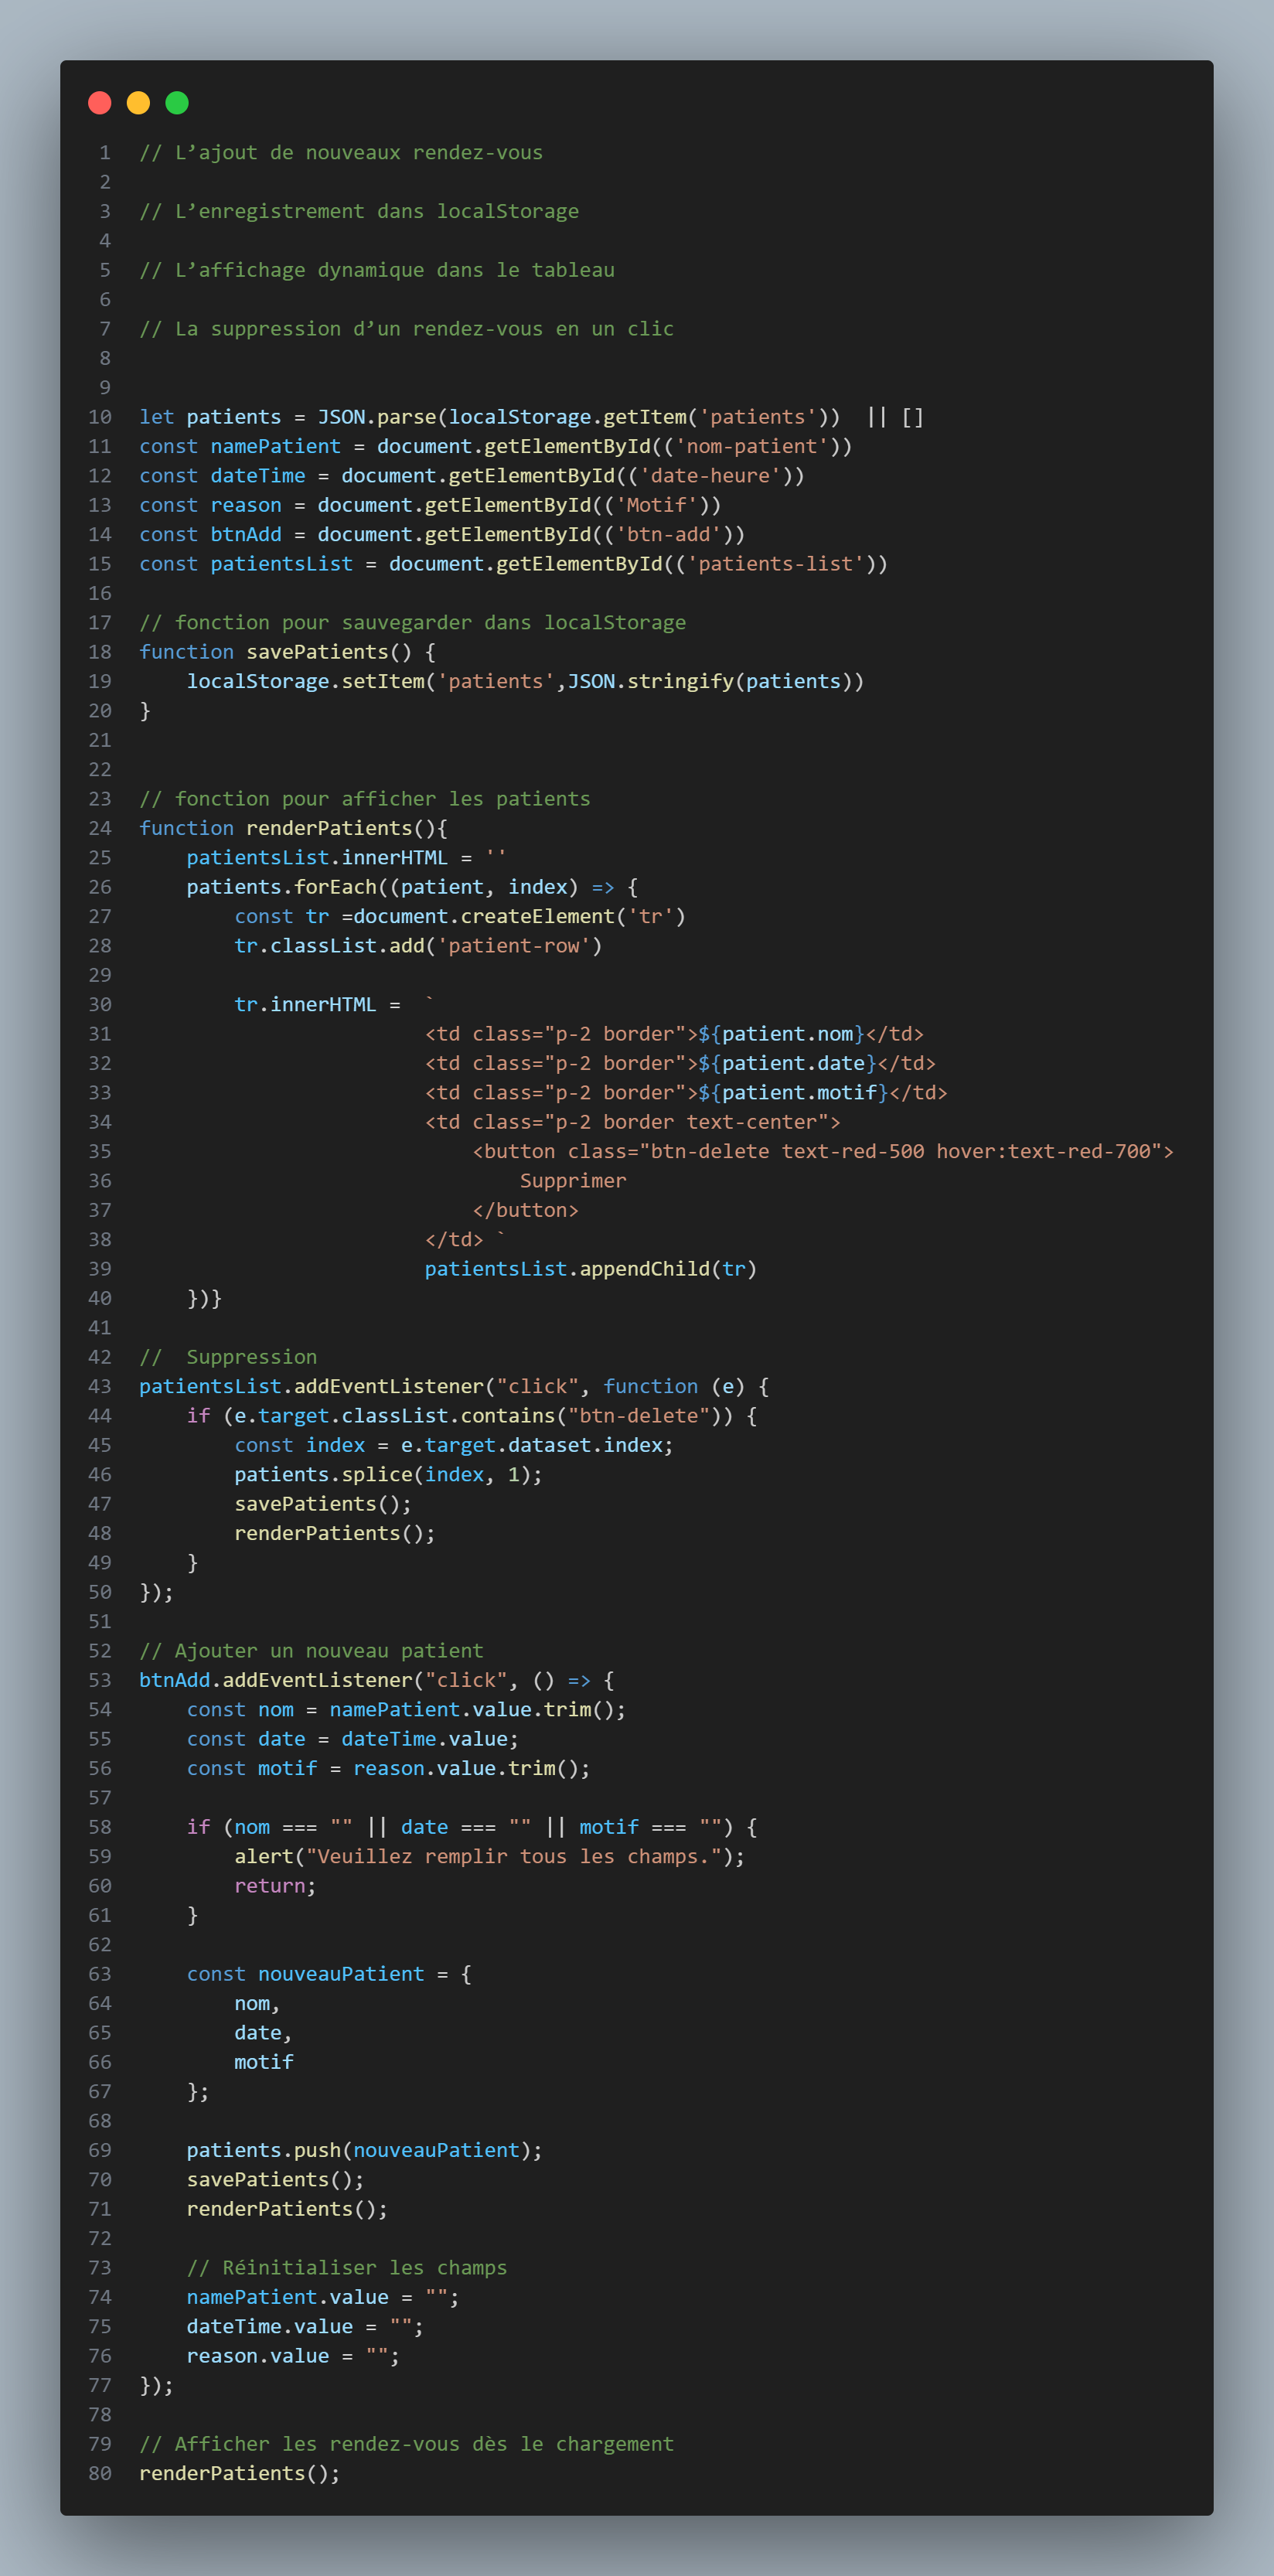 1 // L’ajout de nouveaux rendez-vous
2
3 // L’enregistrement dans localStorage
4
5 // L’affichage dynamique dans le tableau
6
7 // La suppression d’un rendez-vous en un clic
8
9
10 let patients = JSON.parse(localStorage.getItem('patients'))  || []
11 const namePatient = document.getElementById(('nom-patient'))
12 const dateTime = document.getElementById(('date-heure'))
13 const reason = document.getElementById(('Motif'))
14 const btnAdd = document.getElementById(('btn-add'))
15 const patientsList = document.getElementById(('patients-list'))
16
17 // fonction pour sauvegarder dans localStorage
18 function savePatients() {
19     localStorage.setItem('patients',JSON.stringify(patients))
20 }
21
22
23 // fonction pour afficher les patients
24 function renderPatients(){
25     patientsList.innerHTML = ''
26     patients.forEach((patient, index) => {
27         const tr =document.createElement('tr')
28         tr.classList.add('patient-row')
29
30         tr.innerHTML =  `
31                         <td class="p-2 border">${patient.nom}</td>
32                         <td class="p-2 border">${patient.date}</td>
33                         <td class="p-2 border">${patient.motif}</td>
34                         <td class="p-2 border text-center">
35                             <button class="btn-delete text-red-500 hover:text-red-700">
36                                 Supprimer
37                             </button>
38                         </td> `
39                         patientsList.appendChild(tr)
40     })}
41
42 //  Suppression
43 patientsList.addEventListener("click", function (e) {
44     if (e.target.classList.contains("btn-delete")) {
45         const index = e.target.dataset.index;
46         patients.splice(index, 1);
47         savePatients();
48         renderPatients();
49     }
50 });
51
52 // Ajouter un nouveau patient
53 btnAdd.addEventListener("click", () => {
54     const nom = namePatient.value.trim();
55     const date = dateTime.value;
56     const motif = reason.value.trim();
57
58     if (nom === "" || date === "" || motif === "") {
59         alert("Veuillez remplir tous les champs.");
60         return;
61     }
62
63     const nouveauPatient = {
64         nom,
65         date,
66         motif
67     };
68
69     patients.push(nouveauPatient);
70     savePatients();
71     renderPatients();
72
73     // Réinitialiser les champs
74     namePatient.value = "";
75     dateTime.value = "";
76     reason.value = "";
77 });
78
79 // Afficher les rendez-vous dès le chargement
80 renderPatients();